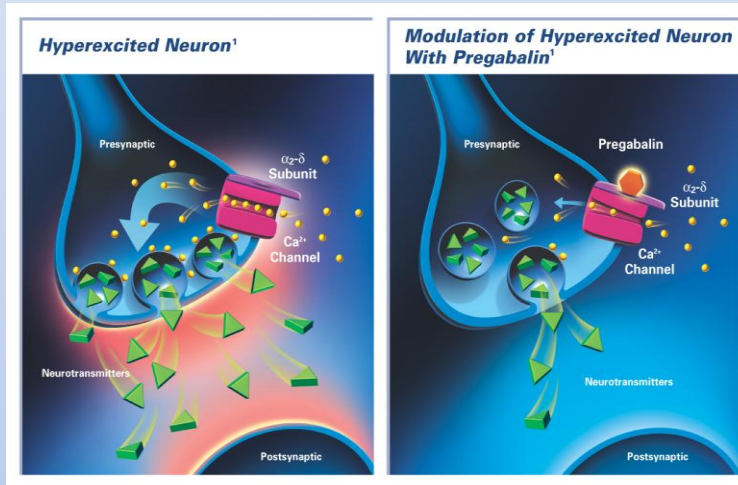 Hyperexcited Neuron¹
Presynaptic
α₂-δ
Subunit
Ca²⁺
Channel
Neurotransmitters
Postsynaptic
Modulation of Hyperexcited Neuron
With Pregabalin¹
Presynaptic
Pregabalin
α₂-δ
Subunit
Ca²⁺
Channel
Neurotransmitters
Postsynaptic